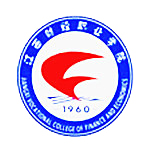 江西财经职业学院
1960
JIANGXI VOCATIONAL COLLEGE OF FINANCE AND ECONOMICS